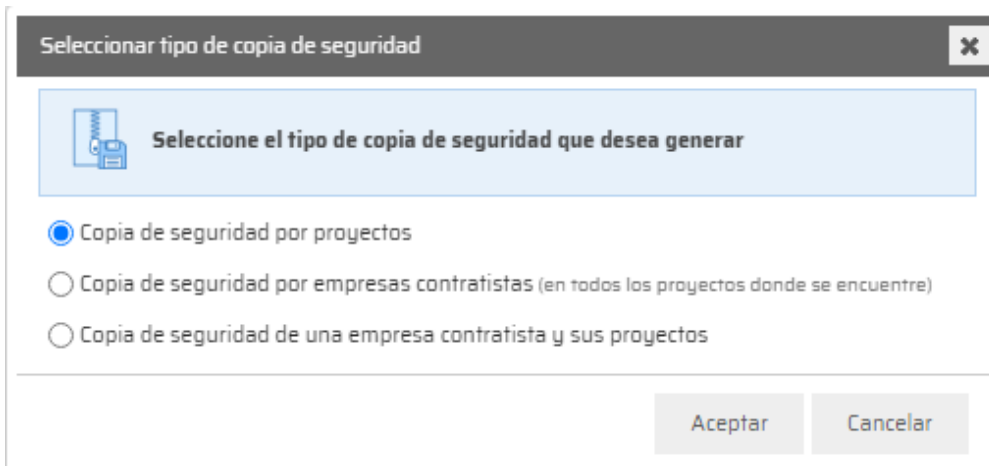 Seleccionar tipo de copia de seguridad
Seleccione el tipo de copia de seguridad que desea generar
Copia de seguridad por proyectos
Copia de seguridad por empresas contratistas (en todos los proyectos donde se encuentre)
Copia de seguridad de una empresa contratista y sus proyectos
Aceptar Cancelar